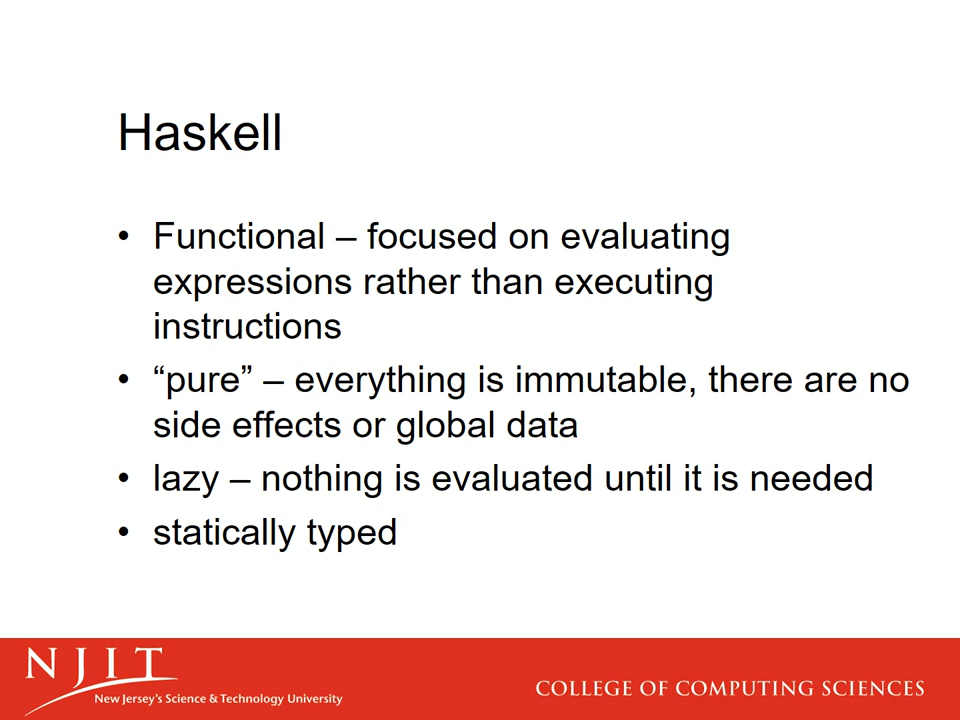 Haskell
• Functional – focused on evaluating
expressions rather than executing
instructions
• “pure” – everything is immutable, there are no
side effects or global data
• lazy – nothing is evaluated until it is needed
• statically typed
NJIT
New Jersey's Science & Technology University
COLLEGE OF COMPUTING SCIENCES